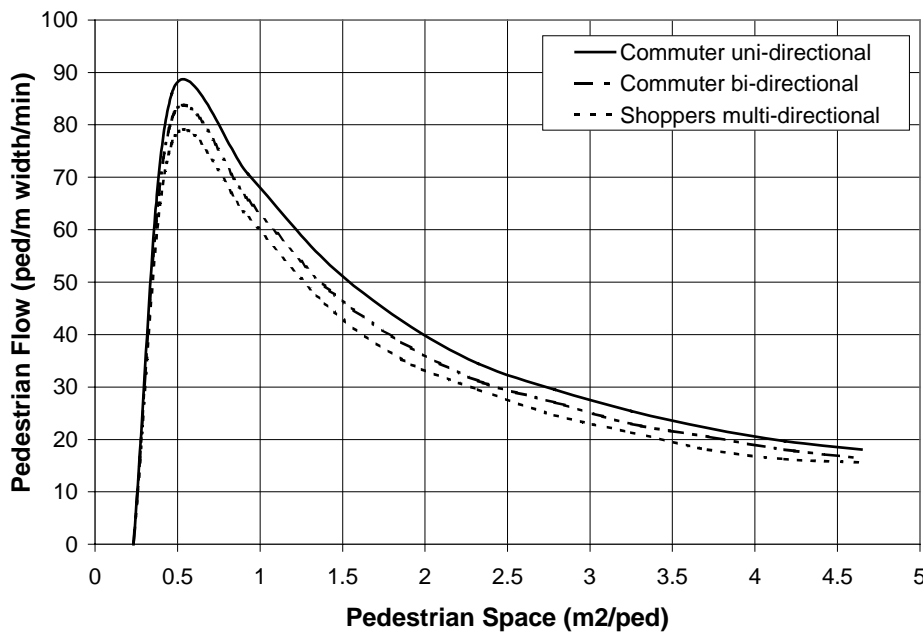 100
90
80
70
60
50
40
30
20
10
0
Pedestrian Flow (ped/m width/min)
Commuter uni-directional
Commuter bi-directional
Shoppers multi-directional
0 0.5 1 1.5 2 2.5 3 3.5 4 4.5 5
Pedestrian Space (m2/ped)